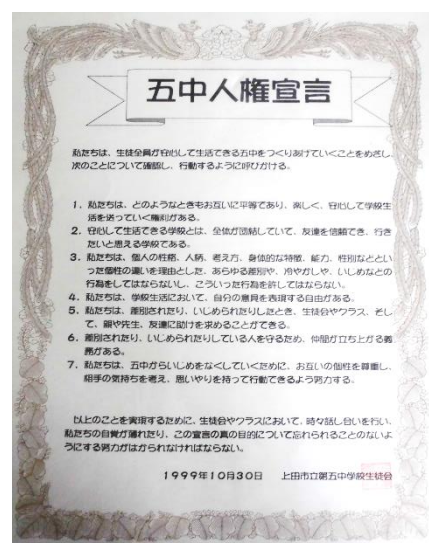 五中人権宣言
私たちは、生徒全員が安心して生活できる五中をつくりあげていくことをめざし、
次のことについて確認し、行動するように呼びかける。
1．私たちは、どのようなときもお互いに平等であり、楽しく、安心して学校生
活を送っていく権利がある。
2．安心して生活できる学校とは、全体が団結していて、友達を信頼でき、行き
たいと思える学校である。
3．私たちは、個人の性格、人柄、考え方、身体的な特徴、能力、性別などとい
った個性の違いを理由とした、あらゆる差別や、冷やかしや、いじめなどの
行為をしてはならないし、こういった行為を許してはならない。
4．私たちは、学校生活において、自分の意見を表現する自由がある。
5．私たちは、差別されたり、いじめられたりしたとき、生徒会やクラス、そし
て、親や先生、友達に助けを求めることができる。
6．差別されたり、いじめられたりしている人を守るため、仲間が立ち上がる義
務がある。
7．私たちは、五中からいじめをなくしていくために、お互いの個性を尊重し、
相手の気持ちを考え、思いやりを持って行動できるよう努力する。
以上のことを実現するために、生徒会やクラスにおいて、時々話し合いを行い、
私たちの自覚が薄れたり、この宣言の真の目的について忘れられることのないよ
うにする努力がはかられなければならない。
1999年10月30日　上田市立第五中学校生徒会